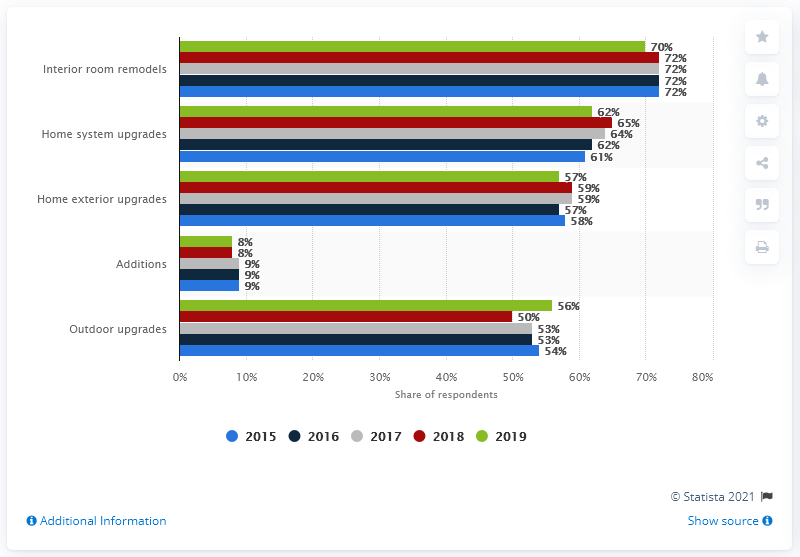 70%
72%
Interior room remodels 72%
72%
72%
62%
65%
Home system upgrades 64%
62%
61%
57%
59%
Home exterior upgrades 59%
57%
58%
8%
8%
Additions 9%
9%
9%
56%
50%
Outdoor upgrades 53%
53%
54%
0% 10% 20% 30% 40% 50% 60% 70% 80%
Share of respondents
2015 2016 2017 2018 2019
© Statista 2021
Additional Information Show source